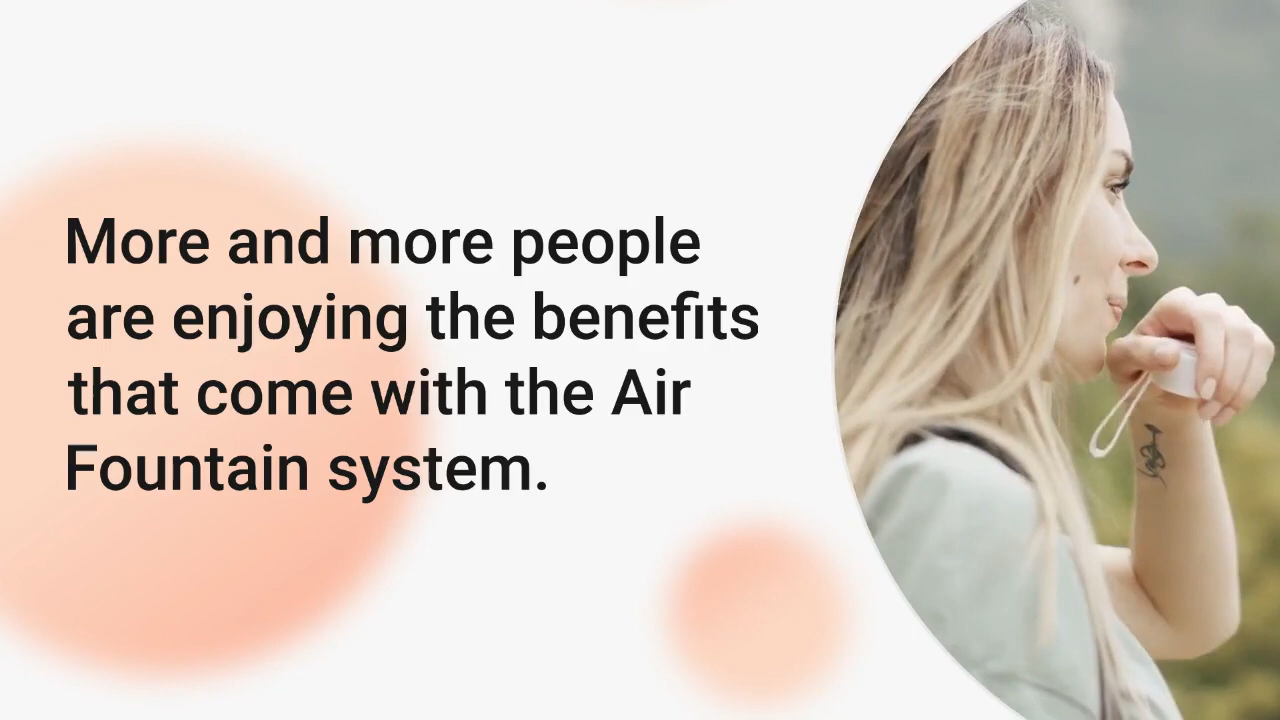 More and more people
are enjoying the benefits
that come with the Air
Fountain system.